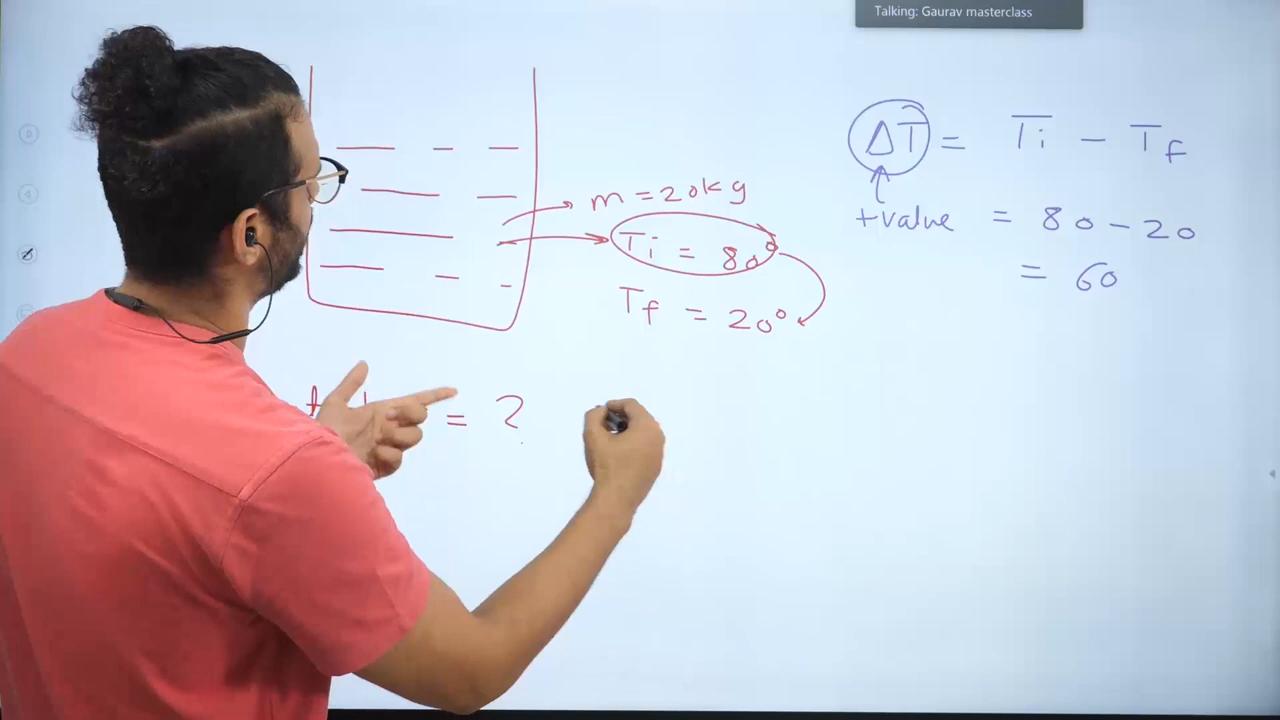 Talking: Gaurav masterclass
m = 20kg
Ti = 80°
Tf = 20°
= ?
ΔT = Ti - Tf
+value = 80 - 20
= 60